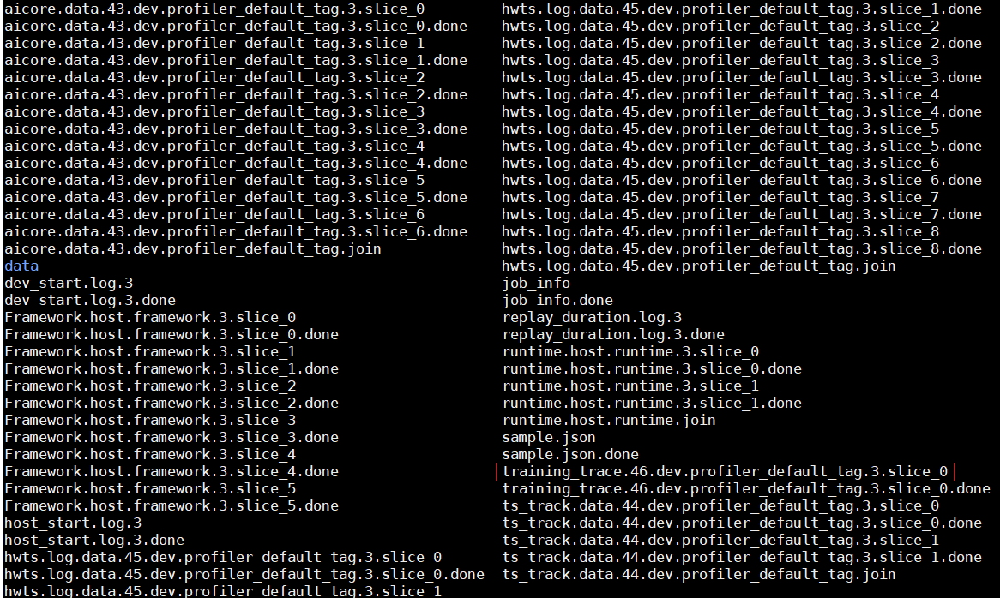 aicore.data.43.dev.profiler_default_tag.3.slice_0
aicore.data.43.dev.profiler_default_tag.3.slice_0.done
aicore.data.43.dev.profiler_default_tag.3.slice_1
aicore.data.43.dev.profiler_default_tag.3.slice_1.done
aicore.data.43.dev.profiler_default_tag.3.slice_2
aicore.data.43.dev.profiler_default_tag.3.slice_2.done
aicore.data.43.dev.profiler_default_tag.3.slice_3
aicore.data.43.dev.profiler_default_tag.3.slice_3.done
aicore.data.43.dev.profiler_default_tag.3.slice_4
aicore.data.43.dev.profiler_default_tag.3.slice_4.done
aicore.data.43.dev.profiler_default_tag.3.slice_5
aicore.data.43.dev.profiler_default_tag.3.slice_5.done
aicore.data.43.dev.profiler_default_tag.3.slice_6
aicore.data.43.dev.profiler_default_tag.3.slice_6.done
aicore.data.43.dev.profiler_default_tag.join
data
dev_start.log.3
dev_start.log.3.done
Framework.host.framework.3.slice_0
Framework.host.framework.3.slice_0.done
Framework.host.framework.3.slice_1
Framework.host.framework.3.slice_1.done
Framework.host.framework.3.slice_2
Framework.host.framework.3.slice_2.done
Framework.host.framework.3.slice_3
Framework.host.framework.3.slice_3.done
Framework.host.framework.3.slice_4
Framework.host.framework.3.slice_4.done
Framework.host.framework.3.slice_5
Framework.host.framework.3.slice_5.done
host_start.log.3
host_start.log.3.done
hwts.log.data.45.dev.profiler_default_tag.3.slice_0
hwts.log.data.45.dev.profiler_default_tag.3.slice_0.done
hwts.log.data.45.dev.profiler_default_tag.3.slice_1
hwts.log.data.45.dev.profiler_default_tag.3.slice_1.done
hwts.log.data.45.dev.profiler_default_tag.3.slice_2
hwts.log.data.45.dev.profiler_default_tag.3.slice_2.done
hwts.log.data.45.dev.profiler_default_tag.3.slice_3
hwts.log.data.45.dev.profiler_default_tag.3.slice_3.done
hwts.log.data.45.dev.profiler_default_tag.3.slice_4
hwts.log.data.45.dev.profiler_default_tag.3.slice_4.done
hwts.log.data.45.dev.profiler_default_tag.3.slice_5
hwts.log.data.45.dev.profiler_default_tag.3.slice_5.done
hwts.log.data.45.dev.profiler_default_tag.3.slice_6
hwts.log.data.45.dev.profiler_default_tag.3.slice_6.done
hwts.log.data.45.dev.profiler_default_tag.3.slice_7
hwts.log.data.45.dev.profiler_default_tag.3.slice_7.done
hwts.log.data.45.dev.profiler_default_tag.3.slice_8
hwts.log.data.45.dev.profiler_default_tag.3.slice_8.done
hwts.log.data.45.dev.profiler_default_tag.join
job_info
job_info.done
replay_duration.log.3
replay_duration.log.3.done
runtime.host.runtime.3.slice_0
runtime.host.runtime.3.slice_0.done
runtime.host.runtime.3.slice_1
runtime.host.runtime.3.slice_1.done
runtime.host.runtime.join
sample.json
sample.json.done
training_trace.46.dev.profiler_default_tag.3.slice_0
training_trace.46.dev.profiler_default_tag.3.slice_0.done
ts_track.data.44.dev.profiler_default_tag.3.slice_0
ts_track.data.44.dev.profiler_default_tag.3.slice_0.done
ts_track.data.44.dev.profiler_default_tag.3.slice_1
ts_track.data.44.dev.profiler_default_tag.3.slice_1.done
ts_track.data.44.dev.profiler_default_tag.join